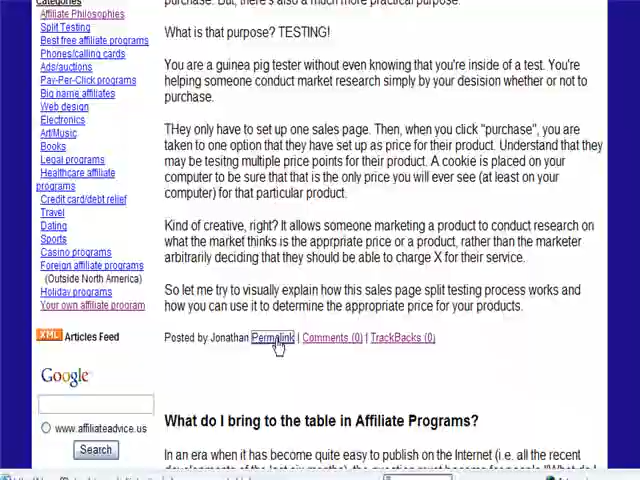 Categories
Affiliate Philosophies
Split Testing
Best free affiliate programs
Phones/calling cards
Ads/auctions
Pay-Per-Click programs
Big name affiliates
Web design
Electronics
Art/Music
Books
Legal programs
Healthcare affiliate
programs
Credit card/debt relief
Travel
Dating
Sports
Casino programs
Foreign affiliate programs
(Outside North America)
Holiday programs
Your own affiliate program
XML Articles Feed
Google
www.affiliateadvice.us
Search
purchase. But, there's also a much more practical purpose.
What is that purpose? TESTING!
You are a guinea pig tester without even knowing that you're inside of a test. You're
helping someone conduct market research simply by your desision whether or not to
purchase.
THey only have to set up one sales page. Then, when you click "purchase", you are
taken to one option that they have set up as price for their product. Understand that they
may be tesitng multiple price points for their product. A cookie is placed on your
computer to be sure that that is the only price you will ever see (at least on your
computer) for that particular product.
Kind of creative, right? It allows someone marketing a product to conduct research on
what the market thinks is the apprpriate price or a product, rather than the marketer
arbitrarily deciding that they should be able to charge X for their service.
So let me try to visually explain how this sales page split testing process works and
how you can use it to determine the appropriate price for your products.
Posted by Jonathan Permalink | Comments (0) | TrackBacks (0)
What do I bring to the table in Affiliate Programs?
In an era when it has become quite easy to publish on the Internet (i.e. all the recent